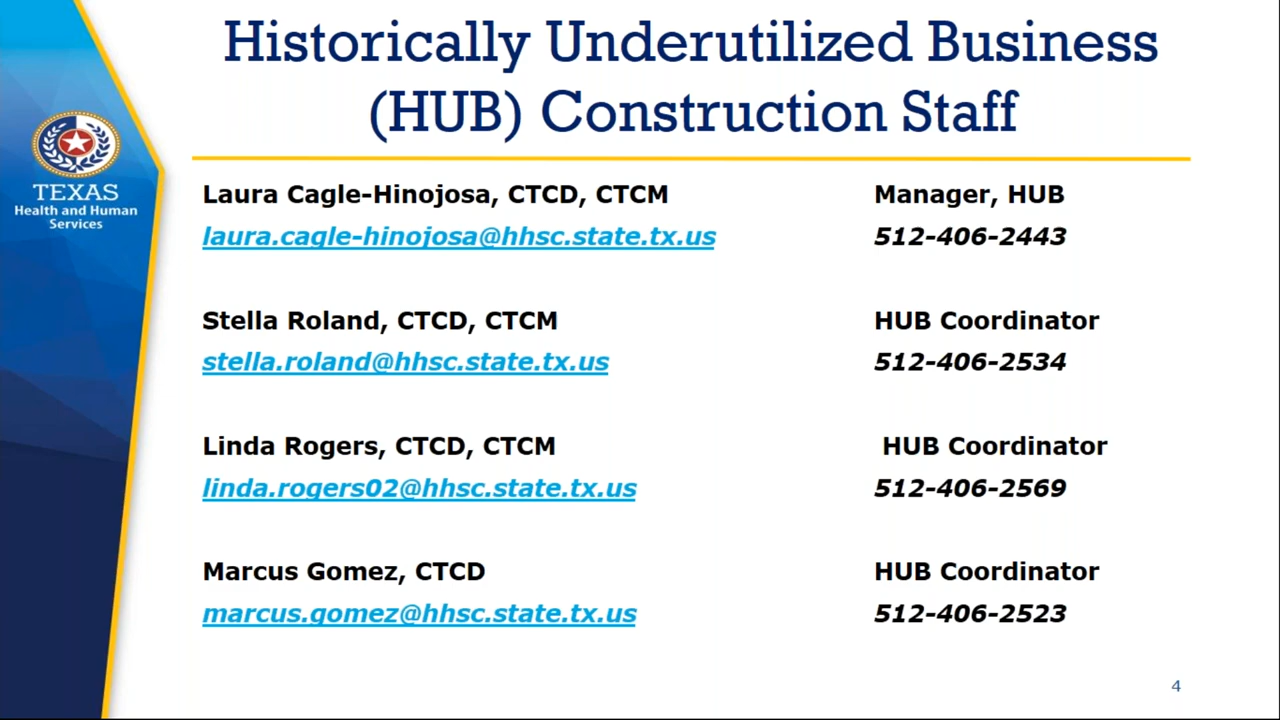 Historically Underutilized Business
(HUB) Construction Staff
TEXAS
Health and Human
Services
Laura Cagle-Hinojosa, CTCD, CTCM Manager, HUB
laura.cagle-hinojosa@hhsc.state.tx.us 512-406-2443
Stella Roland, CTCD, CTCM HUB Coordinator
stella.roland@hhsc.state.tx.us 512-406-2534
Linda Rogers, CTCD, CTCM HUB Coordinator
linda.rogers02@hhsc.state.tx.us 512-406-2569
Marcus Gomez, CTCD HUB Coordinator
marcus.gomez@hhsc.state.tx.us 512-406-2523
4